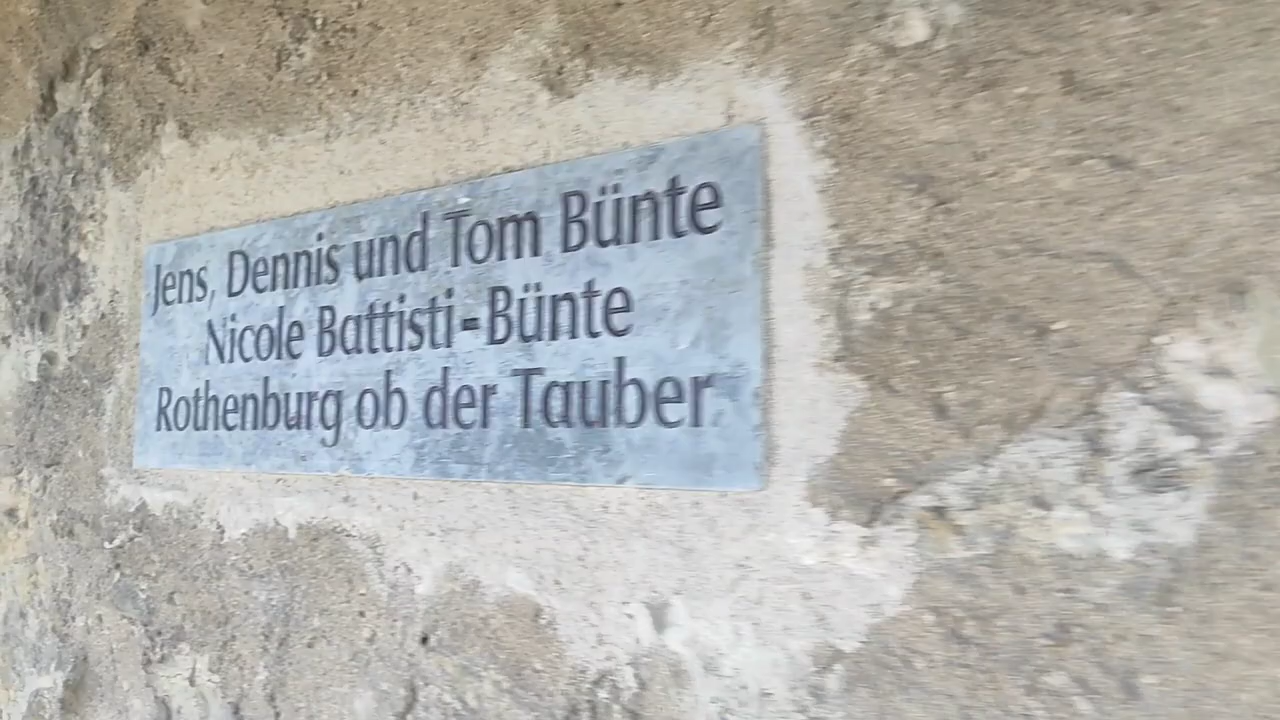 Jens, Dennis und Tom Bünte
Nicole Battisti-Bünte
Rothenburg ob der Tauber